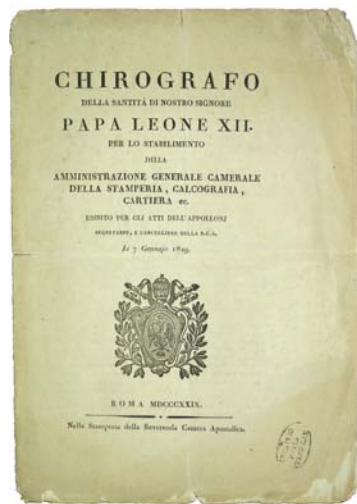 CHIROGRAFO
DELLA SANTITÀ DI NOSTRO SIGNORE
PAPA LEONE XII.
PER LO STABILIMENTO
DELLA
AMMINISTRAZIONE GENERALE CAMERALE
DELLA STAMPERIA, CALCOGRAFIA,
CARTIERA ec.
ESIBITO PER GLI ATTI DELL'APPOLLONJ
SEGRETARIO, E CANCELLIERE DELLA R.C.A.
Li 7 Gennajo 1829.
ROMA MDCCCXXIX.
Nella Stamperia della Reverenda Camera Apostolica.